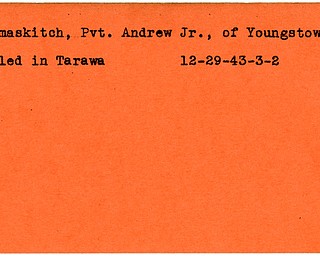 maskitch, Pvt. Andrew Jr., of Youngstow
led in Tarawa 12-29-43-3-2